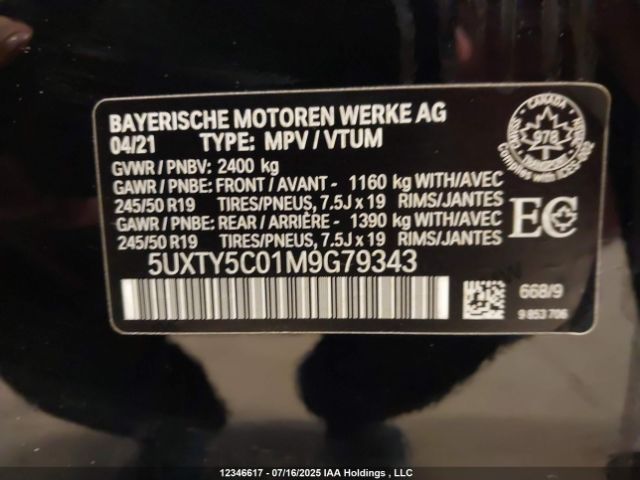 BAYERISCHE MOTOREN WERKE AG
04/21 TYPE: MPV / VTUM
GVWR / PNBV: 2400 kg
GAWR / PNBE: FRONT / AVANT - 1160 kg WITH/AVEC
245/50 R19 TIRES/PNEUS, 7.5J x 19 RIMS/JANTES
GAWR / PNBE: REAR / ARRIÈRE - 1390 kg WITH/AVEC
245/50 R19 TIRES/PNEUS, 7.5J x 19 RIMS/JANTES
5UXTY5C01M9G79343
CANADA
978
EC
668/9
9 853 706
12346617 - 07/16/2025 IAA Holdings , LLC